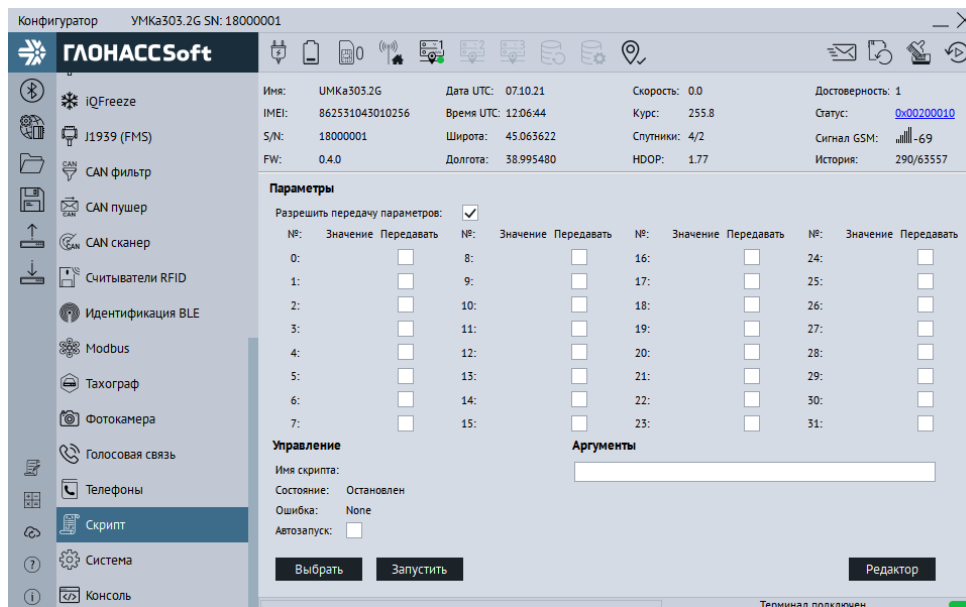 Конфигуратор УМКа303.2G SN: 18000001
ГЛОНАССSoft
0
1
2
iQFreeze
J1939 (FMS)
CAN фильтр
CAN пушер
CAN сканер
Считыватели RFID
Идентификация BLE
Modbus
Тахограф
Фотокамера
Голосовая связь
Телефоны
Скрипт
Система
Консоль
Имя: УМКа303.2G Дата UTC: 07.10.21 Скорость: 0.0 Достоверность: 1
IMEI: 862531043010256 Время UTC: 12:06:44 Курс: 255.8 Статус: 0x00200010
S/N: 18000001 Широта: 45.063622 Спутники: 4/2 Сигнал GSM: -69
FW: 0.4.0 Долгота: 38.995480 HDOP: 1.77 История: 290/63557
Параметры
Разрешить передачу параметров:
№: Значение Передавать №: Значение Передавать №: Значение Передавать №: Значение Передавать
0: 8: 16: 24:
1: 9: 17: 25:
2: 10: 18: 26:
3: 11: 19: 27:
4: 12: 20: 28:
5: 13: 21: 29:
6: 14: 22: 30:
7: 15: 23: 31:
Управление Аргументы
Имя скрипта:
Состояние: Остановлен
Ошибка: None
Автозапуск:
Выбрать Запустить Редактор
Терминал подключен